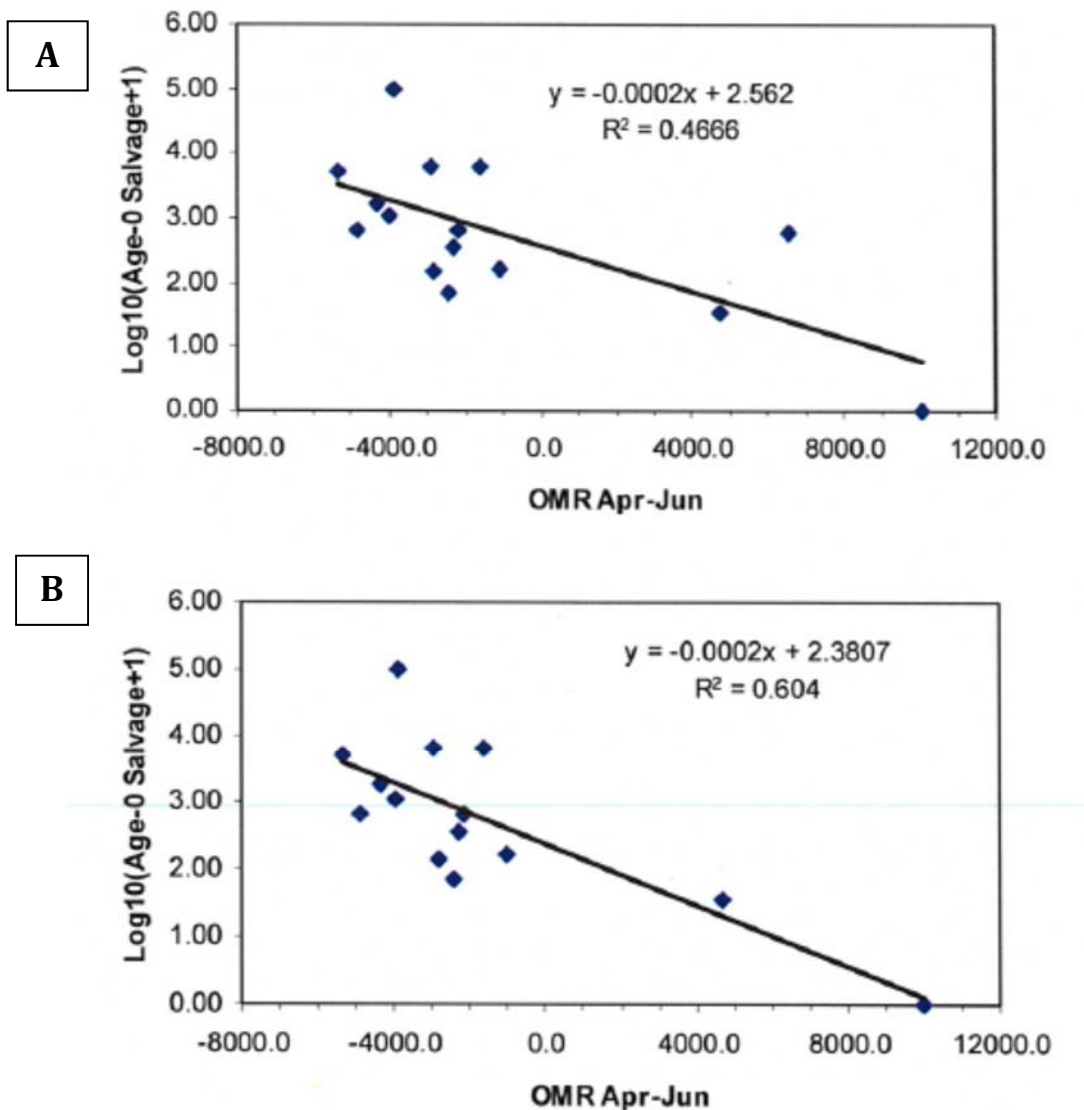 A
6.00
5.00
4.00
3.00
2.00
1.00
0.00
Log10(Age-0 Salvage+1)
y = -0.0002x + 2.562
R² = 0.4666
-8000.0 -4000.0 0.0 4000.0 8000.0 12000.0
OMR Apr-Jun
B
6.00
5.00
4.00
3.00
2.00
1.00
0.00
Log10(Age-0 Salvage+1)
y = -0.0002x + 2.3807
R² = 0.604
-8000.0 -4000.0 0.0 4000.0 8000.0 12000.0
OMR Apr-Jun